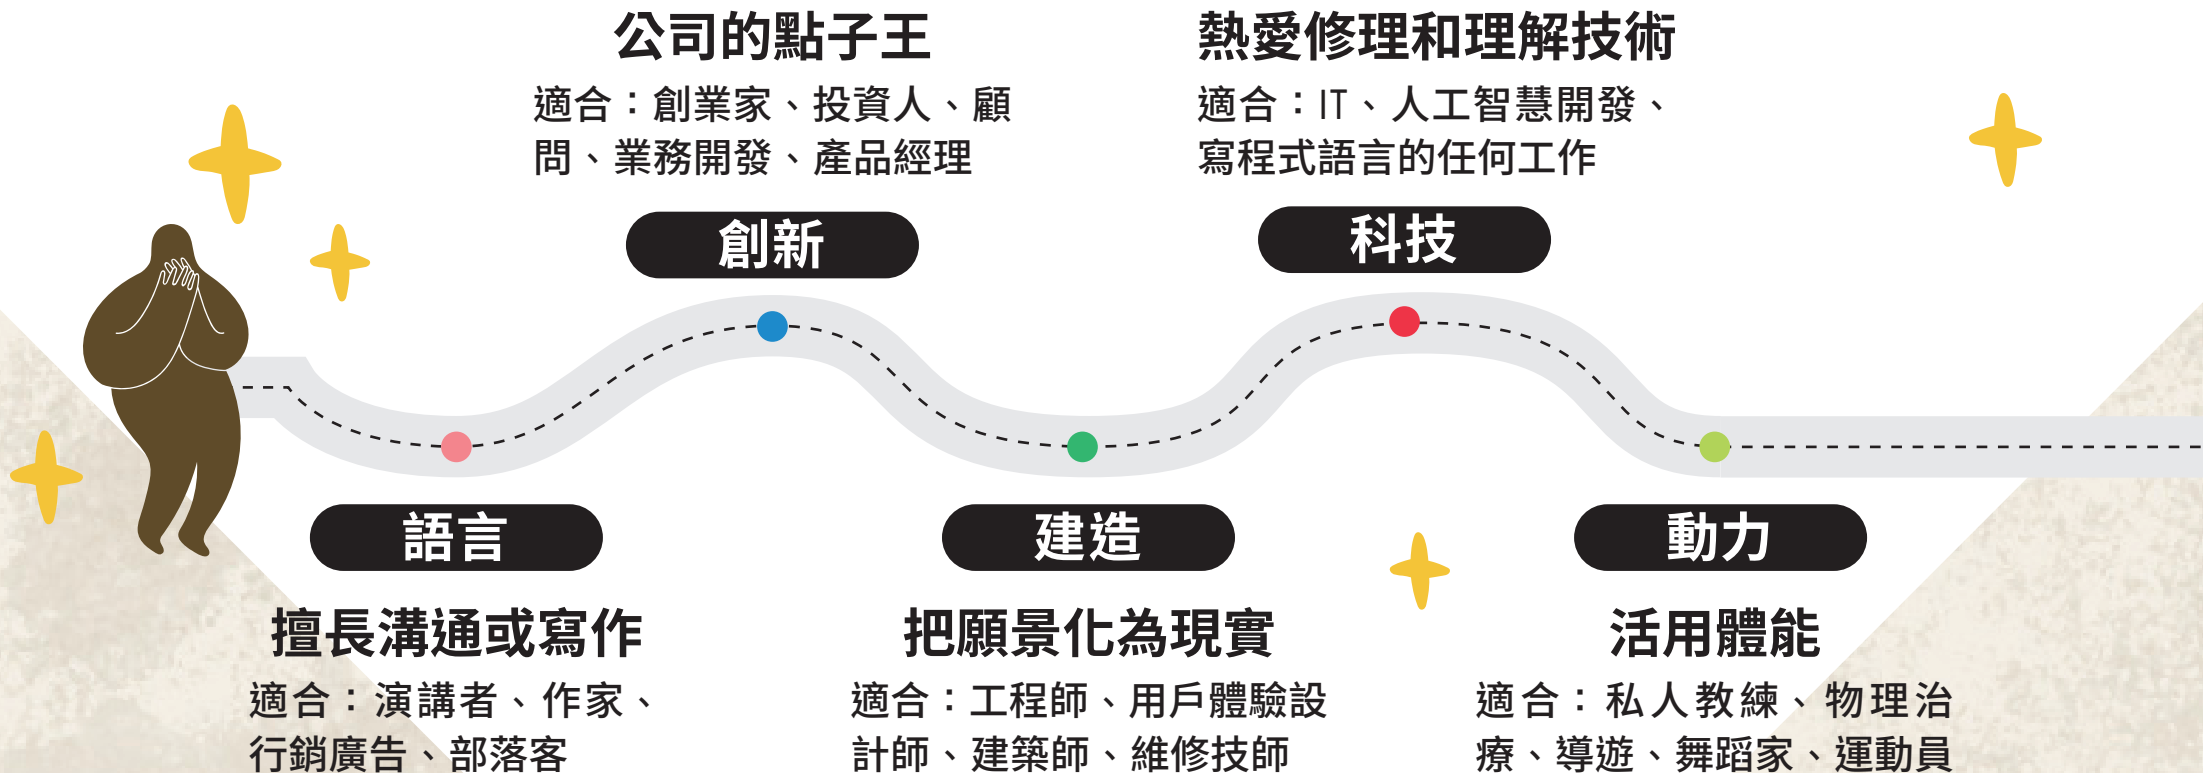 公司的點子王
適合：創業家、投資人、顧
問、業務開發、產品經理
創新
熱愛修理和理解技術
適合：IT、人工智慧開發、
寫程式語言的任何工作
科技
語言
擅長溝通或寫作
適合：演講者、作家、
行銷廣告、部落客
建造
把願景化為現實
適合：工程師、用戶體驗設
計師、建築師、維修技師
動力
活用體能
適合：私人教練、物理治
療、導遊、舞蹈家、運動員